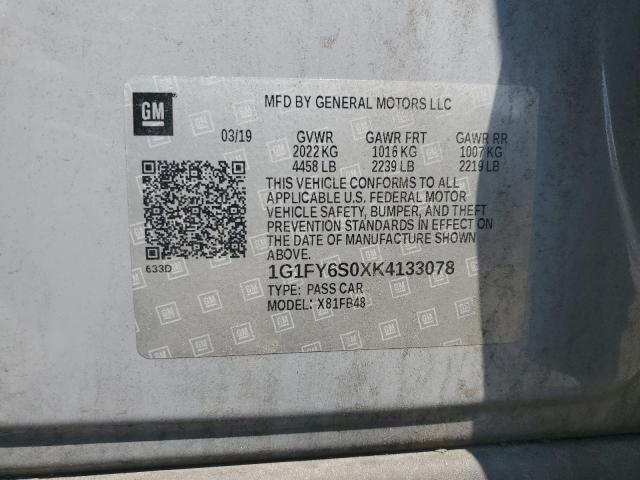 GM
MFD BY GENERAL MOTORS LLC
03/19 GVWR GAWR FRT GAWR RR
2022 KG 1016 KG 1007 KG
4458 LB 2239 LB 2219 LB
THIS VEHICLE CONFORMS TO ALL
APPLICABLE U.S. FEDERAL MOTOR
VEHICLE SAFETY, BUMPER, AND THEFT
PREVENTION STANDARDS IN EFFECT ON
THE DATE OF MANUFACTURE SHOWN
ABOVE.
633D
1G1FY6S0XK4133078
TYPE: PASS CAR
MODEL: X81FB48